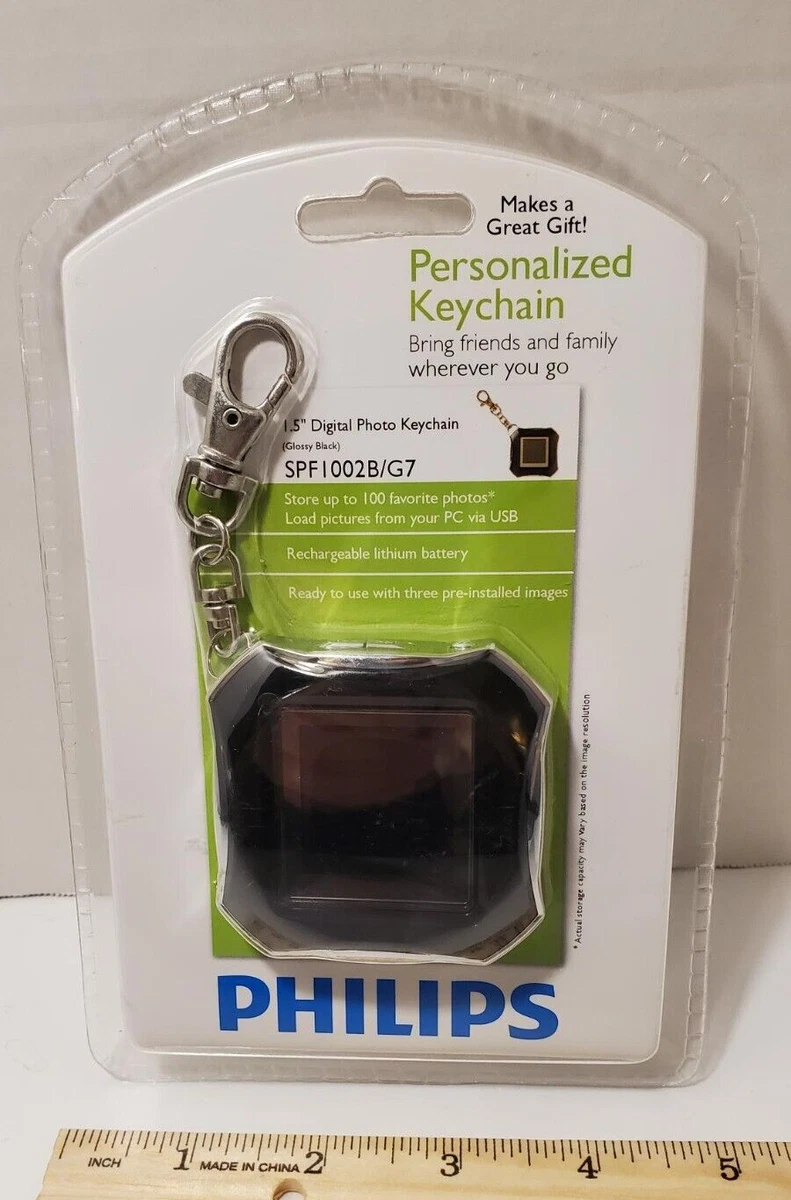 Makes a
Great Gift!
Personalized
Keychain
Bring friends and family
wherever you go
1.5" Digital Photo Keychain
(Glossy Black)
SPF1002B/G7
Store up to 100 favorite photos*
Load pictures from your PC via USB
Rechargeable lithium battery
Ready to use with three pre-installed images
* Actual storage capacity may vary based on the image resolution
PHILIPS
INCH 1 MADE IN CHINA 2 3 4 5